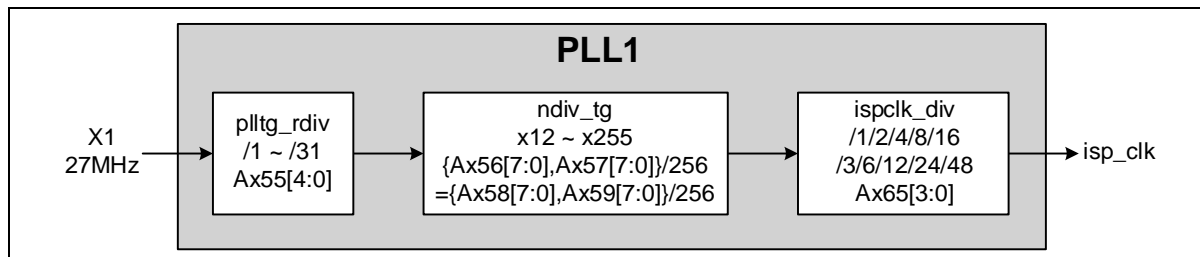 PLL1
X1
27MHz
plltg_rdiv
/1 ~ /31
Ax55[4:0]
ndiv_tg
x12 ~ x255
{Ax56[7:0],Ax57[7:0]}/256
={Ax58[7:0],Ax59[7:0]}/256
ispclk_div
/1/2/4/8/16
/3/6/12/24/48
Ax65[3:0]
isp_clk